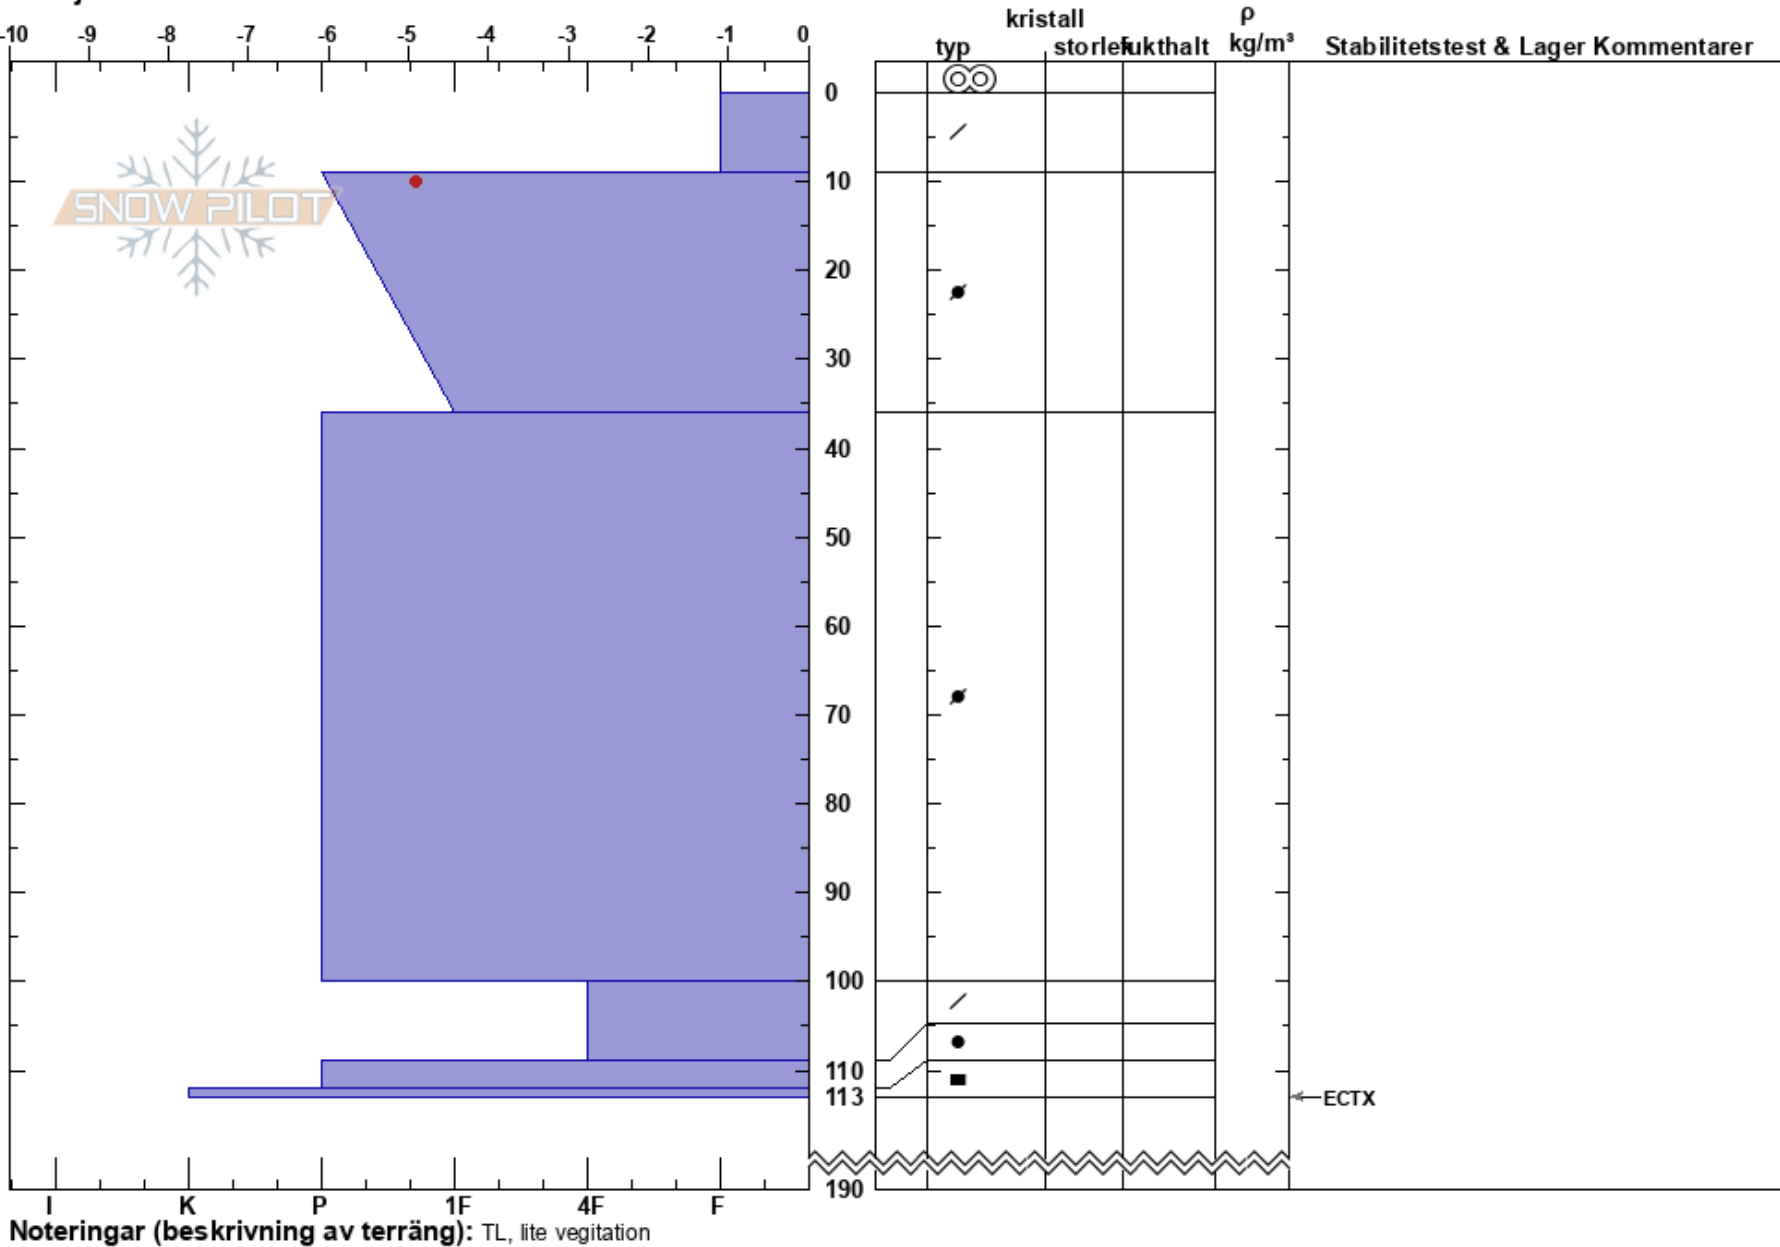 kristall ρ
-10 -9 -8 -7 -6 -5 -4 -3 -2 -1 0
typ storlek fukthalt kg/m³ Stabilitetstest & Lager Kommentarer
0
SNOW PILOT
10
20
30
40
50
60
70
80
90
100
110
113 ECTX
190
I K P 1F 4F F
Noteringar (beskrivning av terräng): TL, lite vegitation